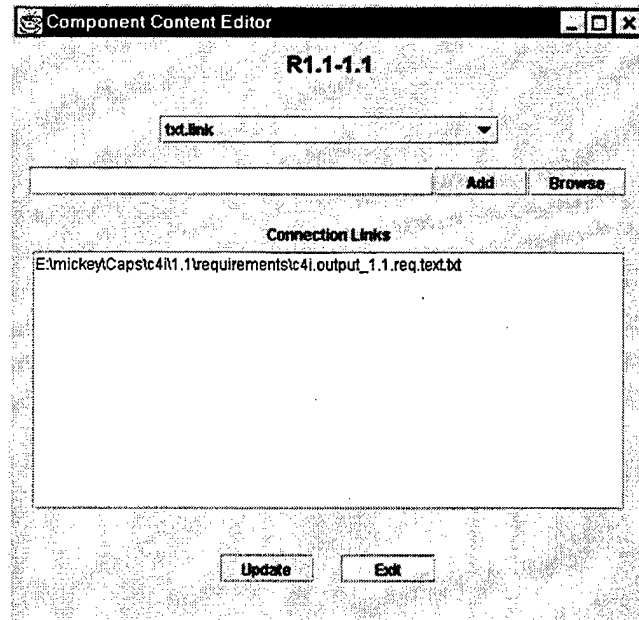 Component Content Editor
R1.1-1.1
txt.link
Add Browse
Connection Links
E:\mickey\Caps\c4i\1.1\requirements\c4i.output_1.1.req.text.txt
Update Exit